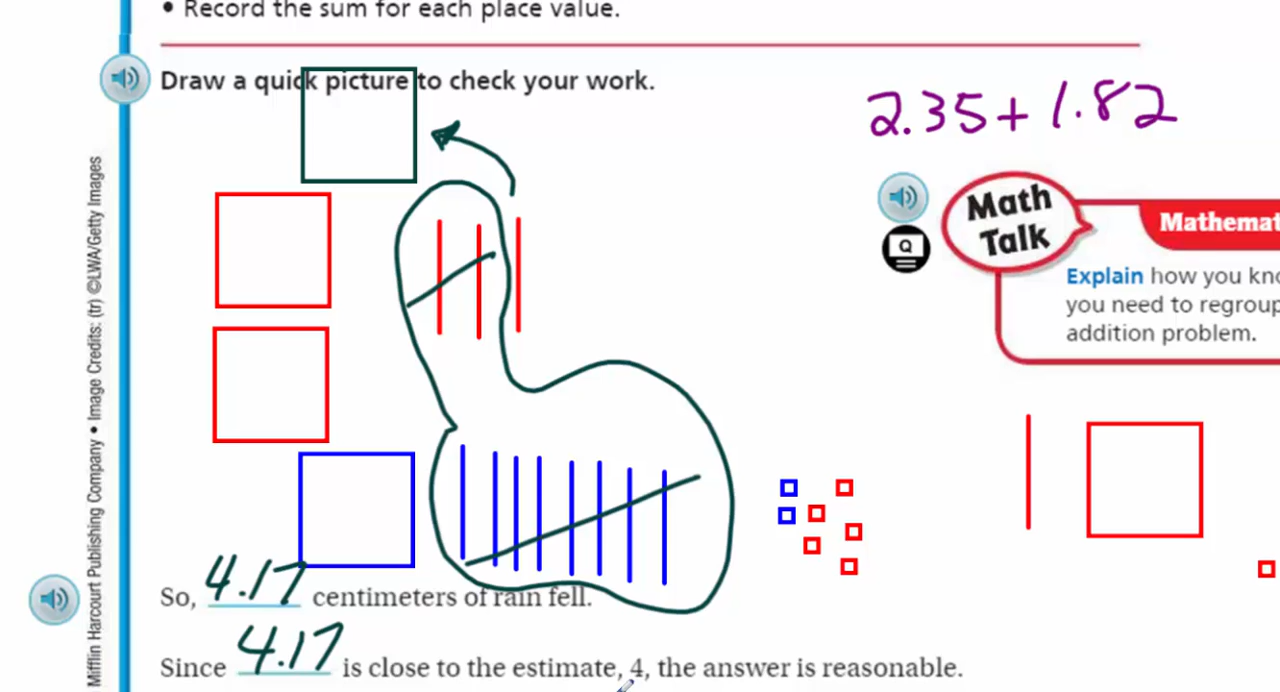 • Record the sum for each place value.
Draw a quick picture to check your work.
2.35+1.82
Math
Talk
Mathemat
Q
Explain how you kno
you need to regroup
addition problem.
Mifflin Harcourt Publishing Company • Image Credits: (tr) ©LWA/Getty Images
So, 4.17 centimeters of rain fell.
Since 4.17 is close to the estimate, 4, the answer is reasonable.